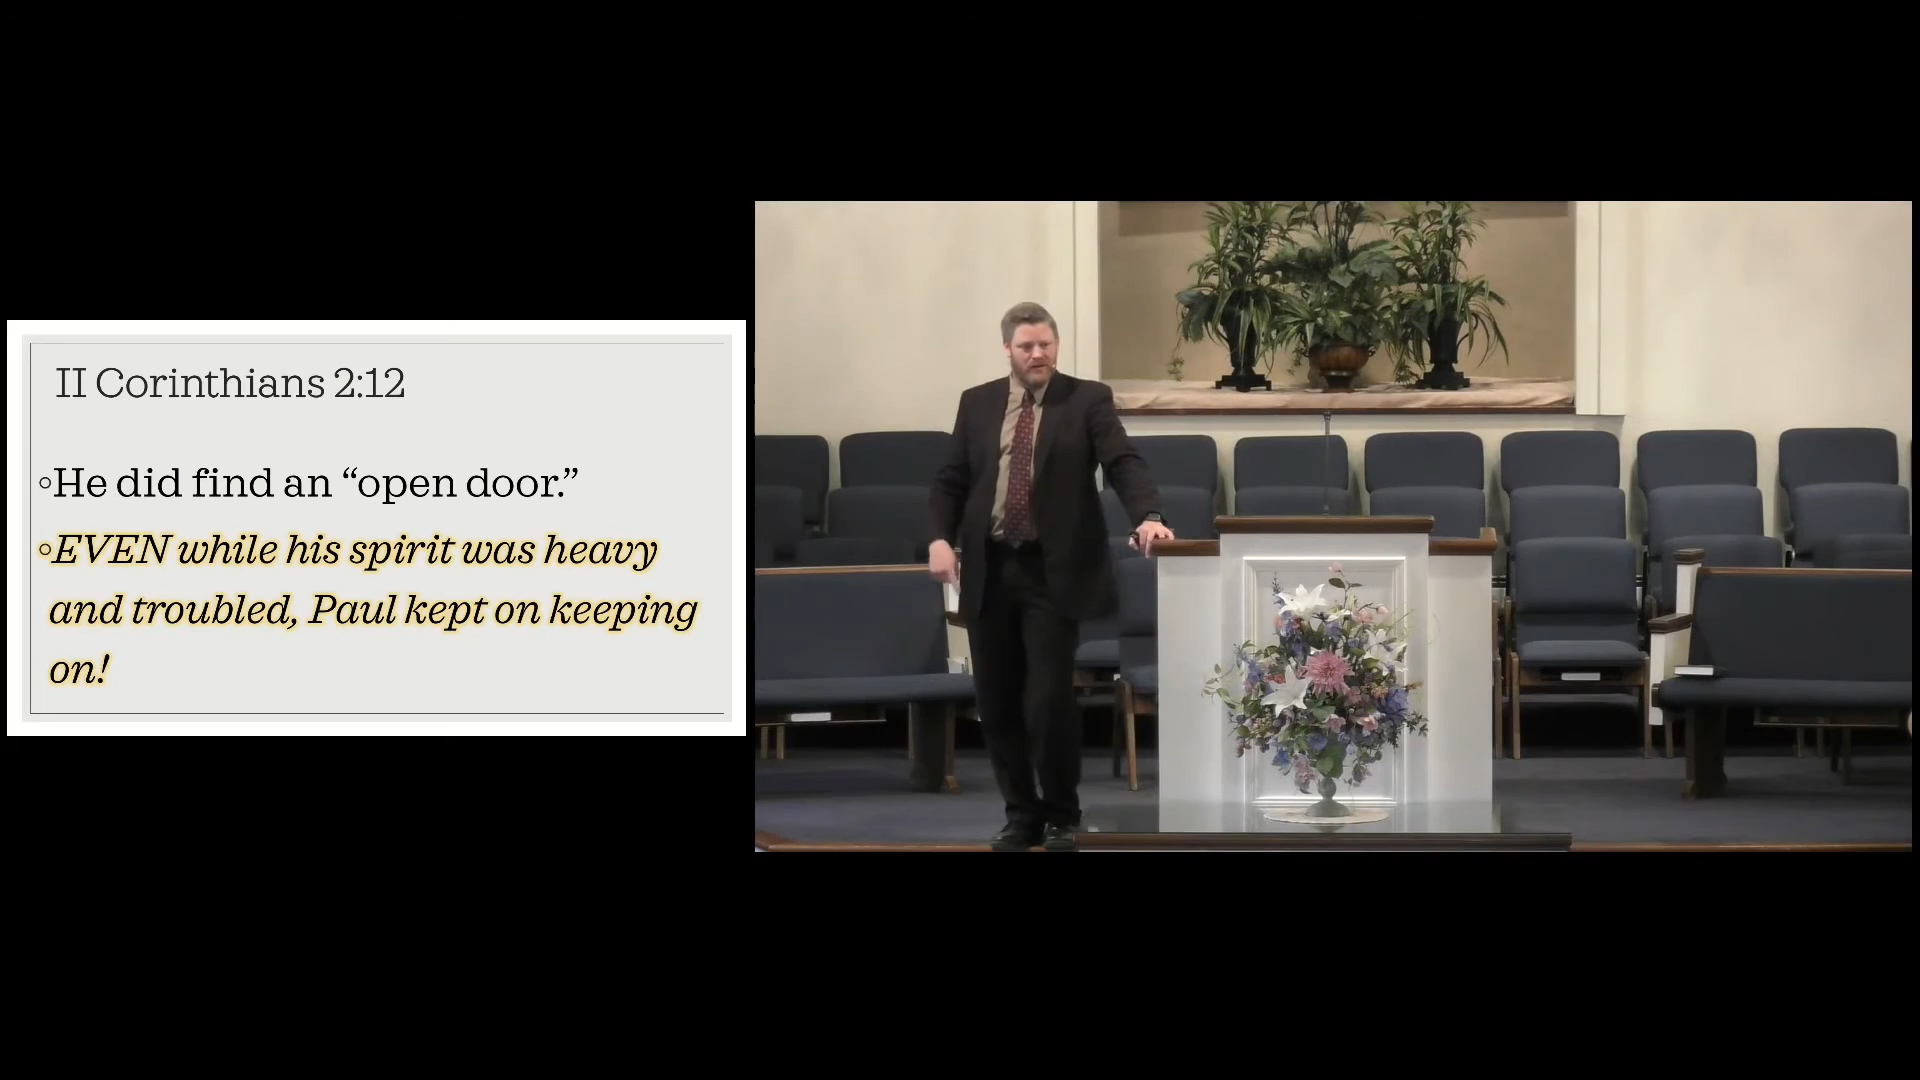 II Corinthians 2:12
◦He did find an “open door.”
◦EVEN while his spirit was heavy
and troubled, Paul kept on keeping
on!